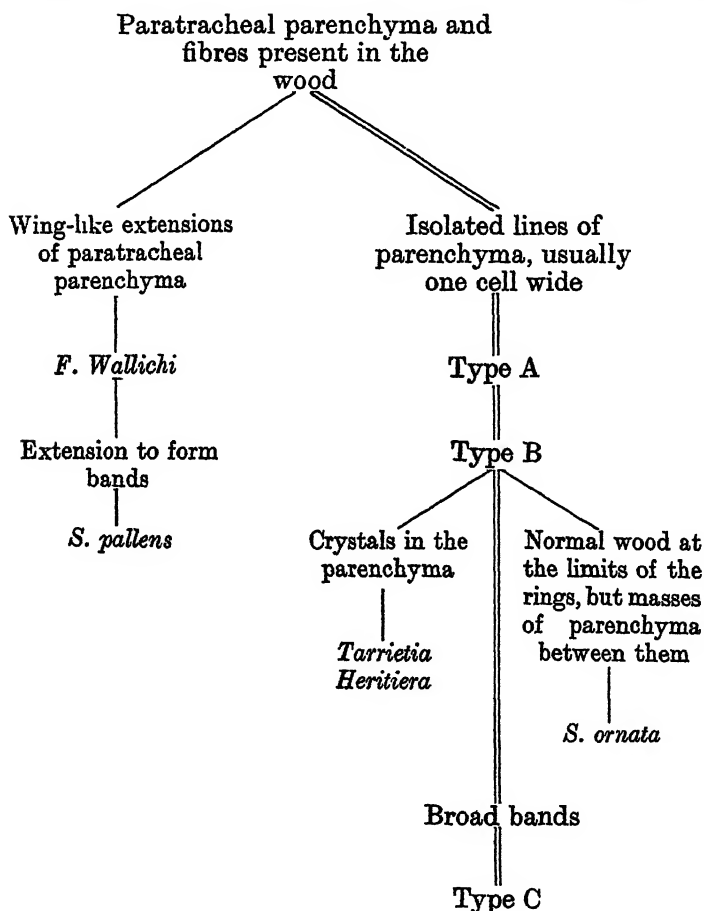 Paratracheal parenchyma and
fibres present in the
wood
Wing-like extensions
of paratracheal
parenchyma
Isolated lines of
parenchyma, usually
one cell wide
F. Wallichi
Type A
Extension to form
bands
Type B
S. pallens
Crystals in the
parenchyma
Normal wood at
the limits of the
rings, but masses
of parenchyma
between them
Tarrietia
Heritiera
S. ornata
Broad bands
Type C